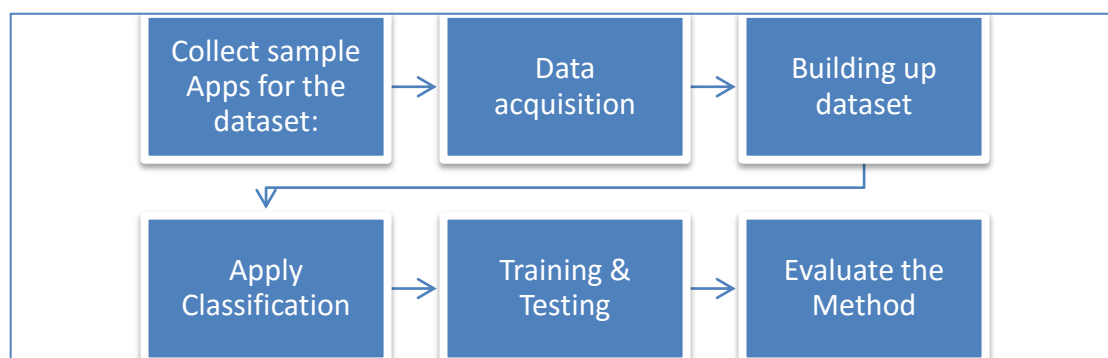 Collect sample
Apps for the
dataset:
Data
acquisition
Building up
dataset
Apply
Classification
Training &
Testing
Evaluate the
Method